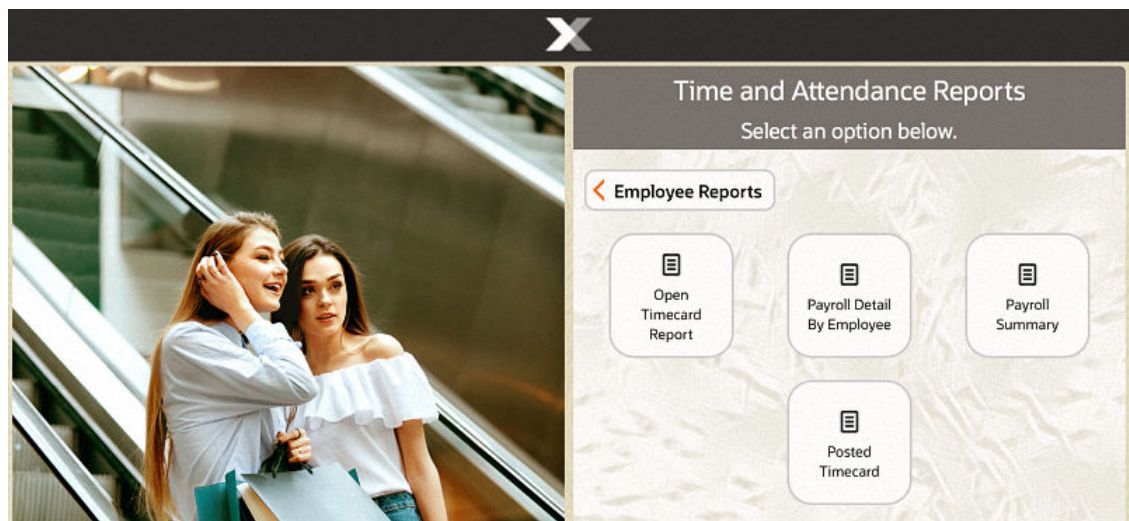 Time and Attendance Reports
Select an option below.
Employee Reports
Open
Timecard
Report
Payroll Detail
By Employee
Payroll
Summary
Posted
Timecard